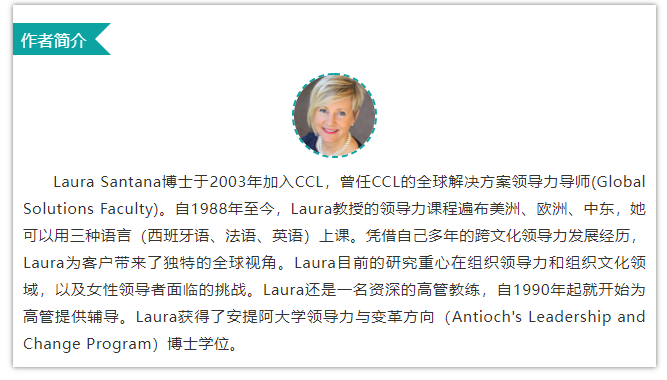 作者简介
Laura Santana博士于2003年加入CCL，曾任CCL的全球解决方案领导力导师(Global
Solutions Faculty)。自1988年至今，Laura教授的领导力课程遍布美洲、欧洲、中东，她
可以用三种语言（西班牙语、法语、英语）上课。凭借自己多年的跨文化领导力发展经历，
Laura为客户带来了独特的全球视角。Laura目前的研究重心在组织领导力和组织文化领
域，以及女性领导者面临的挑战。Laura还是一名资深的高管教练，自1990年起就开始为
高管提供辅导。Laura获得了安提阿大学领导力与变革方向（Antioch's Leadership and
Change Program）博士学位。